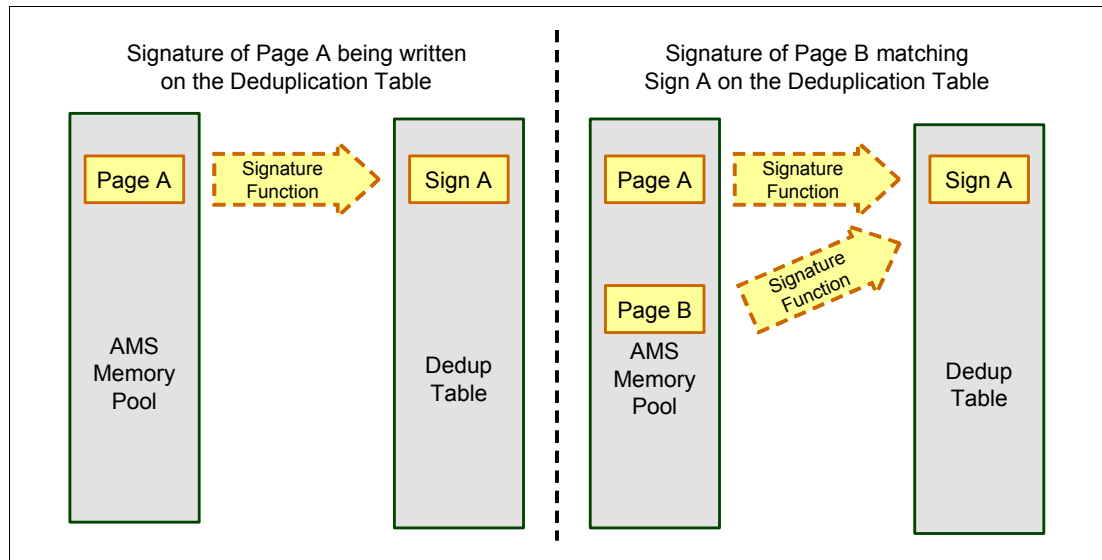 Signature of Page A being written
on the Deduplication Table
Page A
Signature
Function
Sign A
AMS
Memory
Pool
Dedup
Table
Signature of Page B matching
Sign A on the Deduplication Table
Page A
Signature
Function
Sign A
Signature
Function
Page B
AMS
Memory
Pool
Dedup
Table